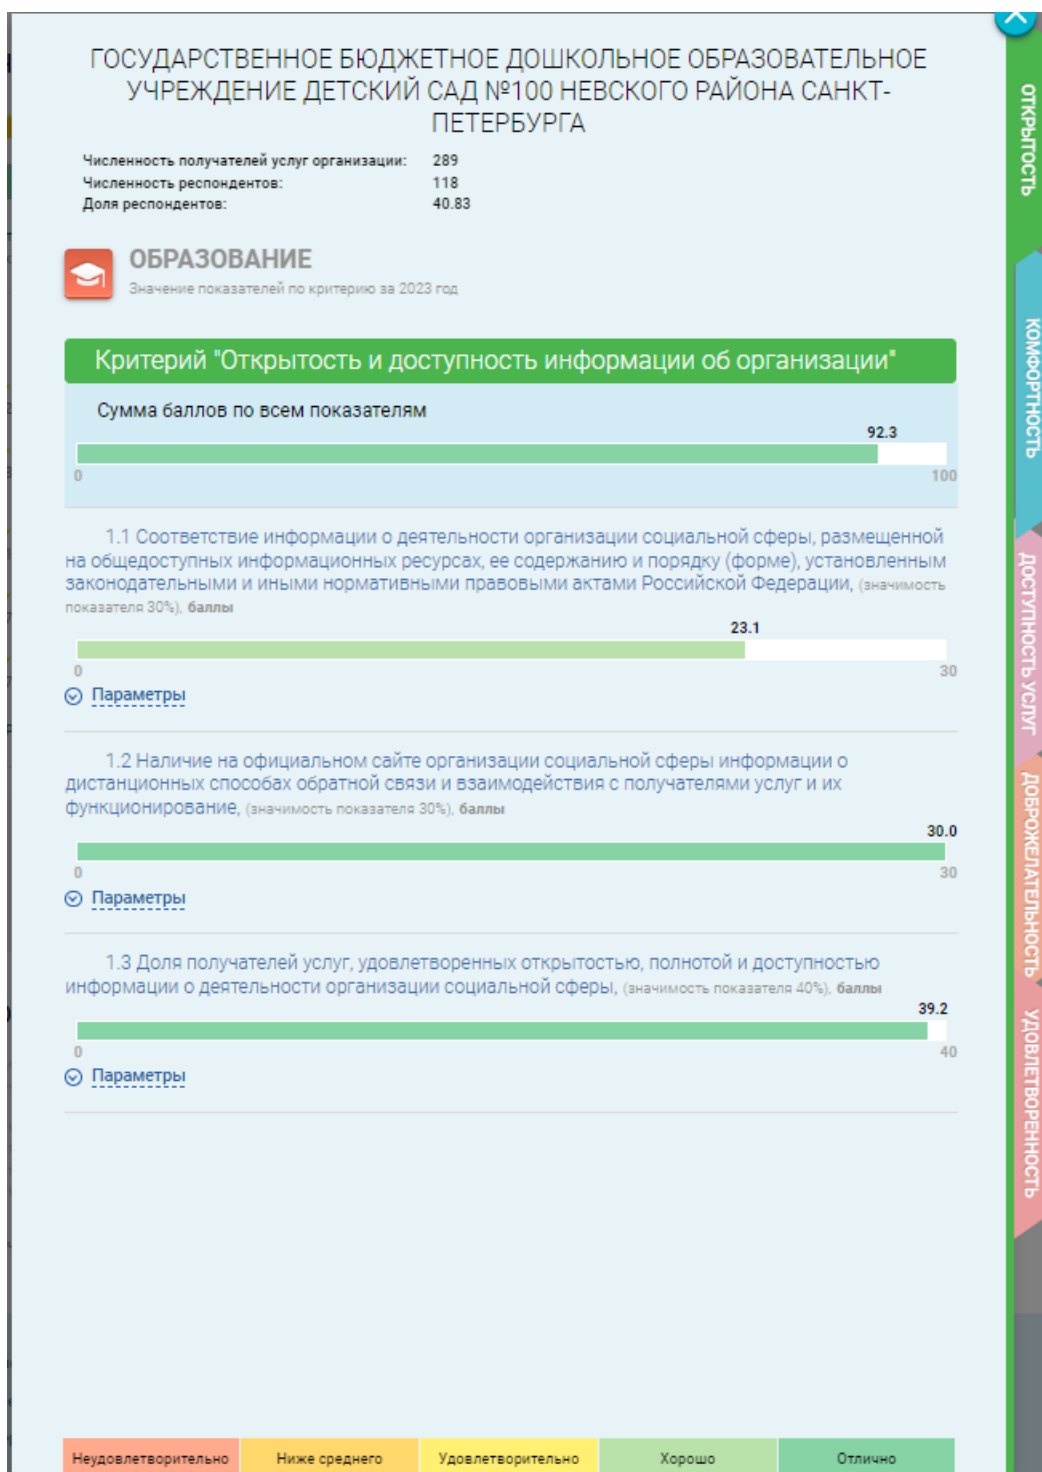 ГОСУДАРСТВЕННОЕ БЮДЖЕТНОЕ ДОШКОЛЬНОЕ ОБРАЗОВАТЕЛЬНОЕ
УЧРЕЖДЕНИЕ ДЕТСКИЙ САД №100 НЕВСКОГО РАЙОНА САНКТ-
ПЕТЕРБУРГА
Численность получателей услуг организации: 289
Численность респондентов: 118
Доля респондентов: 40.83
ОБРАЗОВАНИЕ
Значение показателей по критерию за 2023 год
Критерий "Открытость и доступность информации об организации"
Сумма баллов по всем показателям
92.3
0 100
1.1 Соответствие информации о деятельности организации социальной сферы, размещенной
на общедоступных информационных ресурсах, ее содержанию и порядку (форме), установленным
законодательными и иными нормативными правовыми актами Российской Федерации, (значимость
показателя 30%), баллы
23.1
0 30
Параметры
1.2 Наличие на официальном сайте организации социальной сферы информации о
дистанционных способах обратной связи и взаимодействия с получателями услуг и их
функционирование, (значимость показателя 30%), баллы
30.0
0 30
Параметры
1.3 Доля получателей услуг, удовлетворенных открытостью, полнотой и доступностью
информации о деятельности организации социальной сферы, (значимость показателя 40%), баллы
39.2
0 40
Параметры
Неудовлетворительно Ниже среднего Удовлетворительно Хорошо Отлично
ОТКРЫТОСТЬ
КОМФОРТНОСТЬ
ДОСТУПНОСТЬ УСЛУГ
ДОБРОЖЕЛАТЕЛЬНОСТЬ
УДОВЛЕТВОРЕННОСТЬ